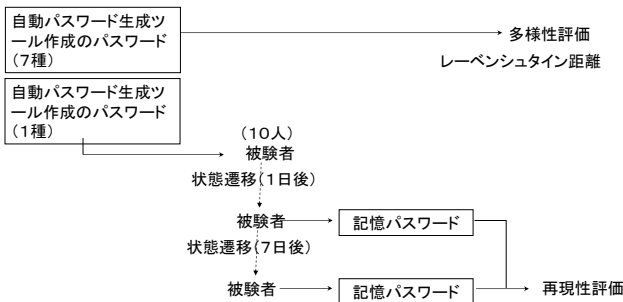 自動パスワード生成ツ
ール作成のパスワード
(7種)
多様性評価
レーベンシュタイン距離
自動パスワード生成ツ
ール作成のパスワード
(1種)
(10人)
被験者
状態遷移(1日後)
被験者
記憶パスワード
状態遷移(7日後)
被験者
記憶パスワード
再現性評価